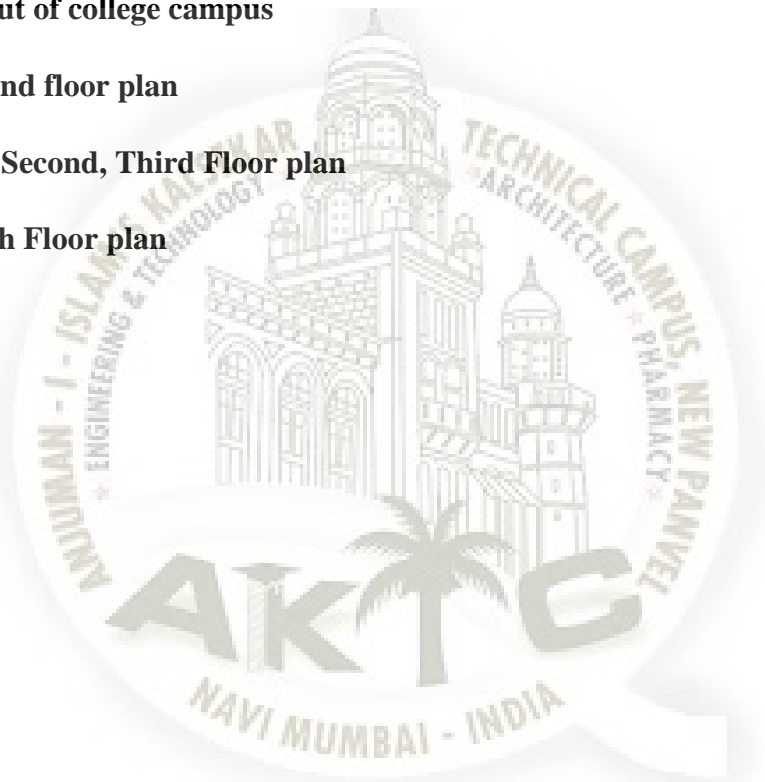 ut of college campus
nd floor plan
Second, Third Floor plan
h Floor plan
ANJUMAN - I - ISLAM'S KALSEKAR TECHNICAL CAMPUS, NEW PANVEL
ENGINEERING & TECHNOLOGY * ARCHITECTURE * PHARMACY *
AKTC
NAVI MUMBAI - INDIA